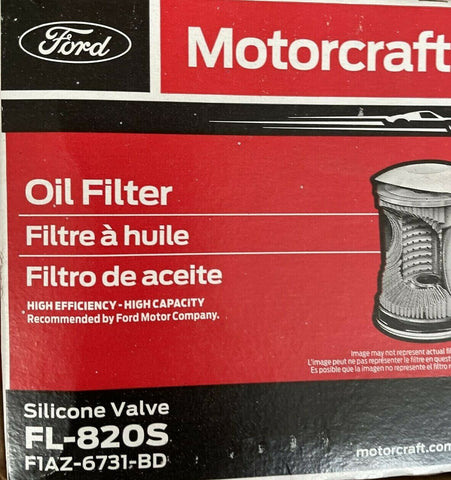 Ford
Motorcraft
Oil Filter
Filtre à huile
Filtro de aceite
HIGH EFFICIENCY - HIGH CAPACITY
Recommended by Ford Motor Company.
Image may not represent actual fil
L'image peut ne pas représenter le filtre en quest
Es posible que la imagen no represente el filtro r
Silicone Valve
FL-820S
F1AZ-6731-BD
motorcraft.com